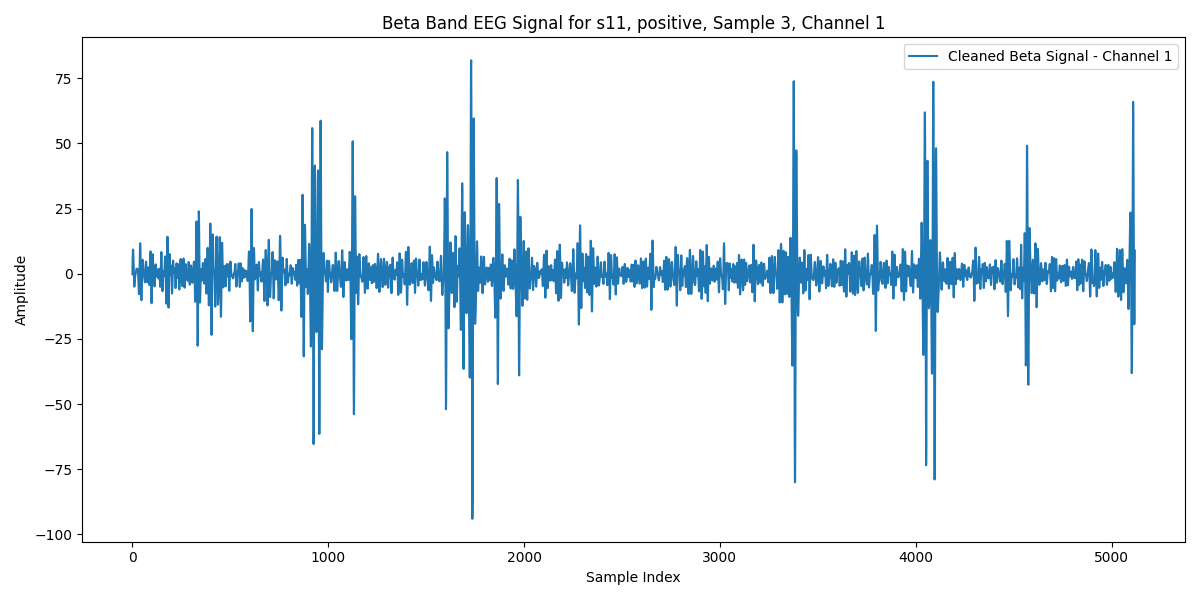 Beta Band EEG Signal for s11, positive, Sample 3, Channel 1
Cleaned Beta Signal - Channel 1
Amplitude
75
50
25
0
−25
−50
−75
−100
0 1000 2000 3000 4000 5000
Sample Index